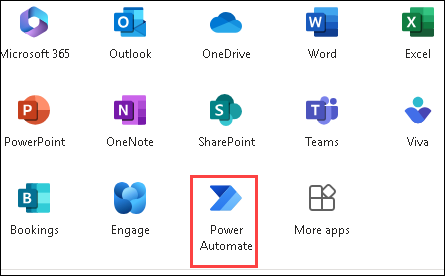 Microsoft 365 Outlook OneDrive Word Excel
PowerPoint OneNote SharePoint Teams Viva
Bookings Engage Power Automate More apps